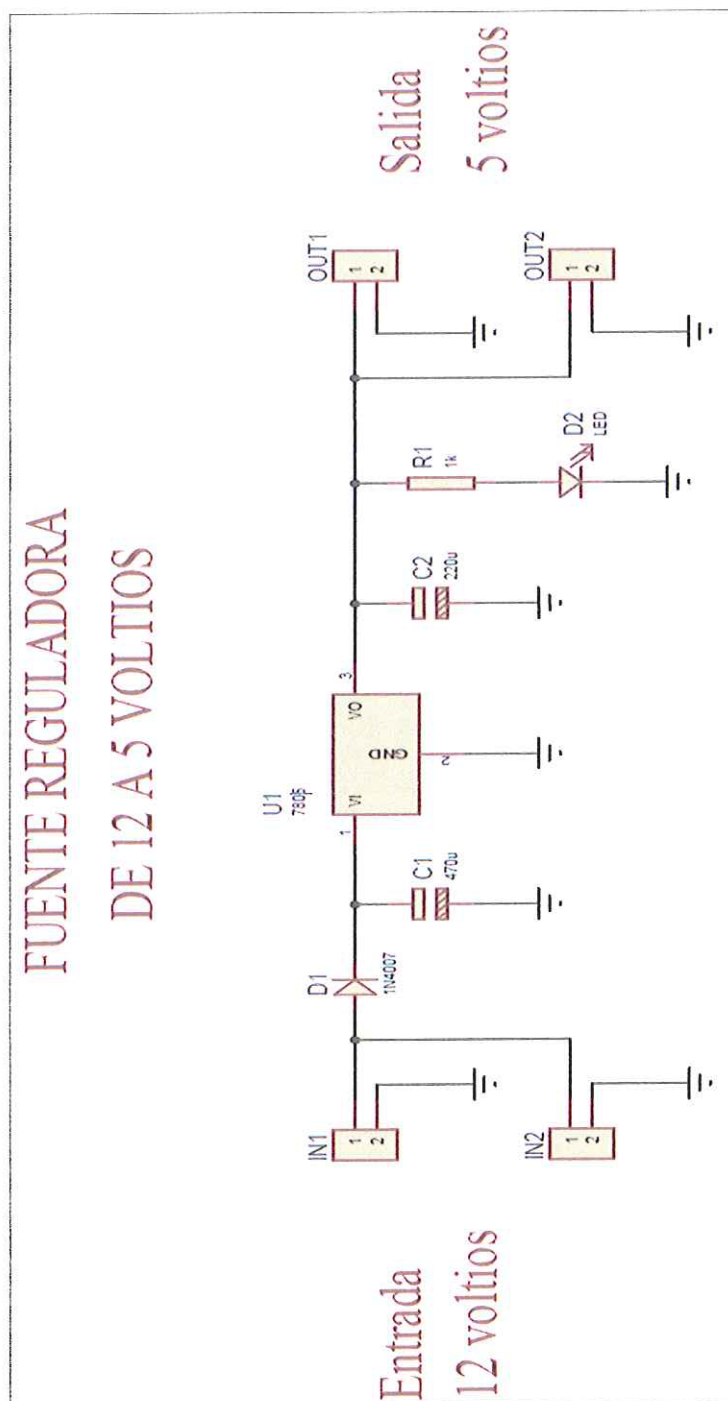 FUENTE REGULADORA
DE 12 A 5 VOLTIOS
Entrada
12 voltios
IN1
1
2
IN2
1
2
D1
1N4007
C1
470u
U1
7805
1
VI
VO
3
GND
2
C2
220u
R1
1k
D2
LED
OUT1
1
2
OUT2
1
2
Salida
5 voltios